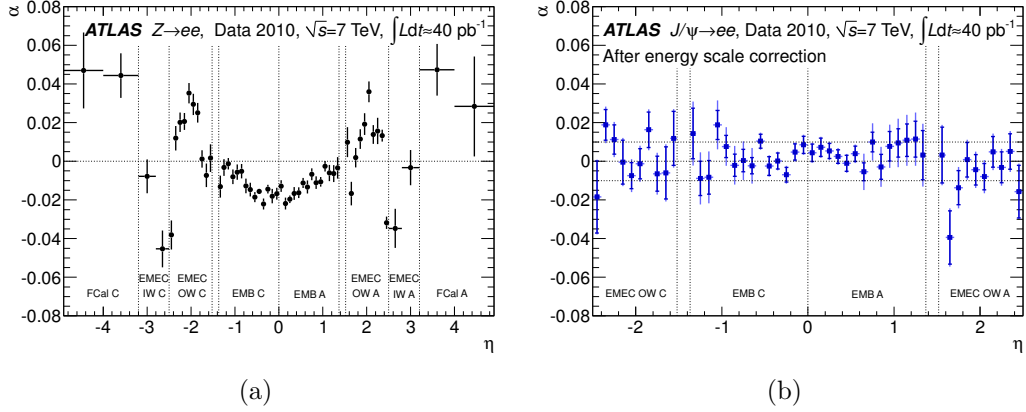 α
0.08
ATLAS Z→ee, Data 2010, √s=7 TeV, ∫Ldt≈40 pb⁻¹
0.06
0.04
0.02
0
-0.02
-0.04
-0.06
-0.08
FCal C
EMEC
IW C
EMEC
OW C
EMB C
EMB A
EMEC
OW A
EMEC
IW A
FCal A
-4 -3 -2 -1 0 1 2 3 4
η
(a)
α
0.08
ATLAS J/ψ→ee, Data 2010, √s=7 TeV, ∫Ldt≈40 pb⁻¹
After energy scale correction
0.06
0.04
0.02
0
-0.02
-0.04
-0.06
-0.08
EMEC OW C
EMB C
EMB A
EMEC OW A
-2 -1 0 1 2
η
(b)